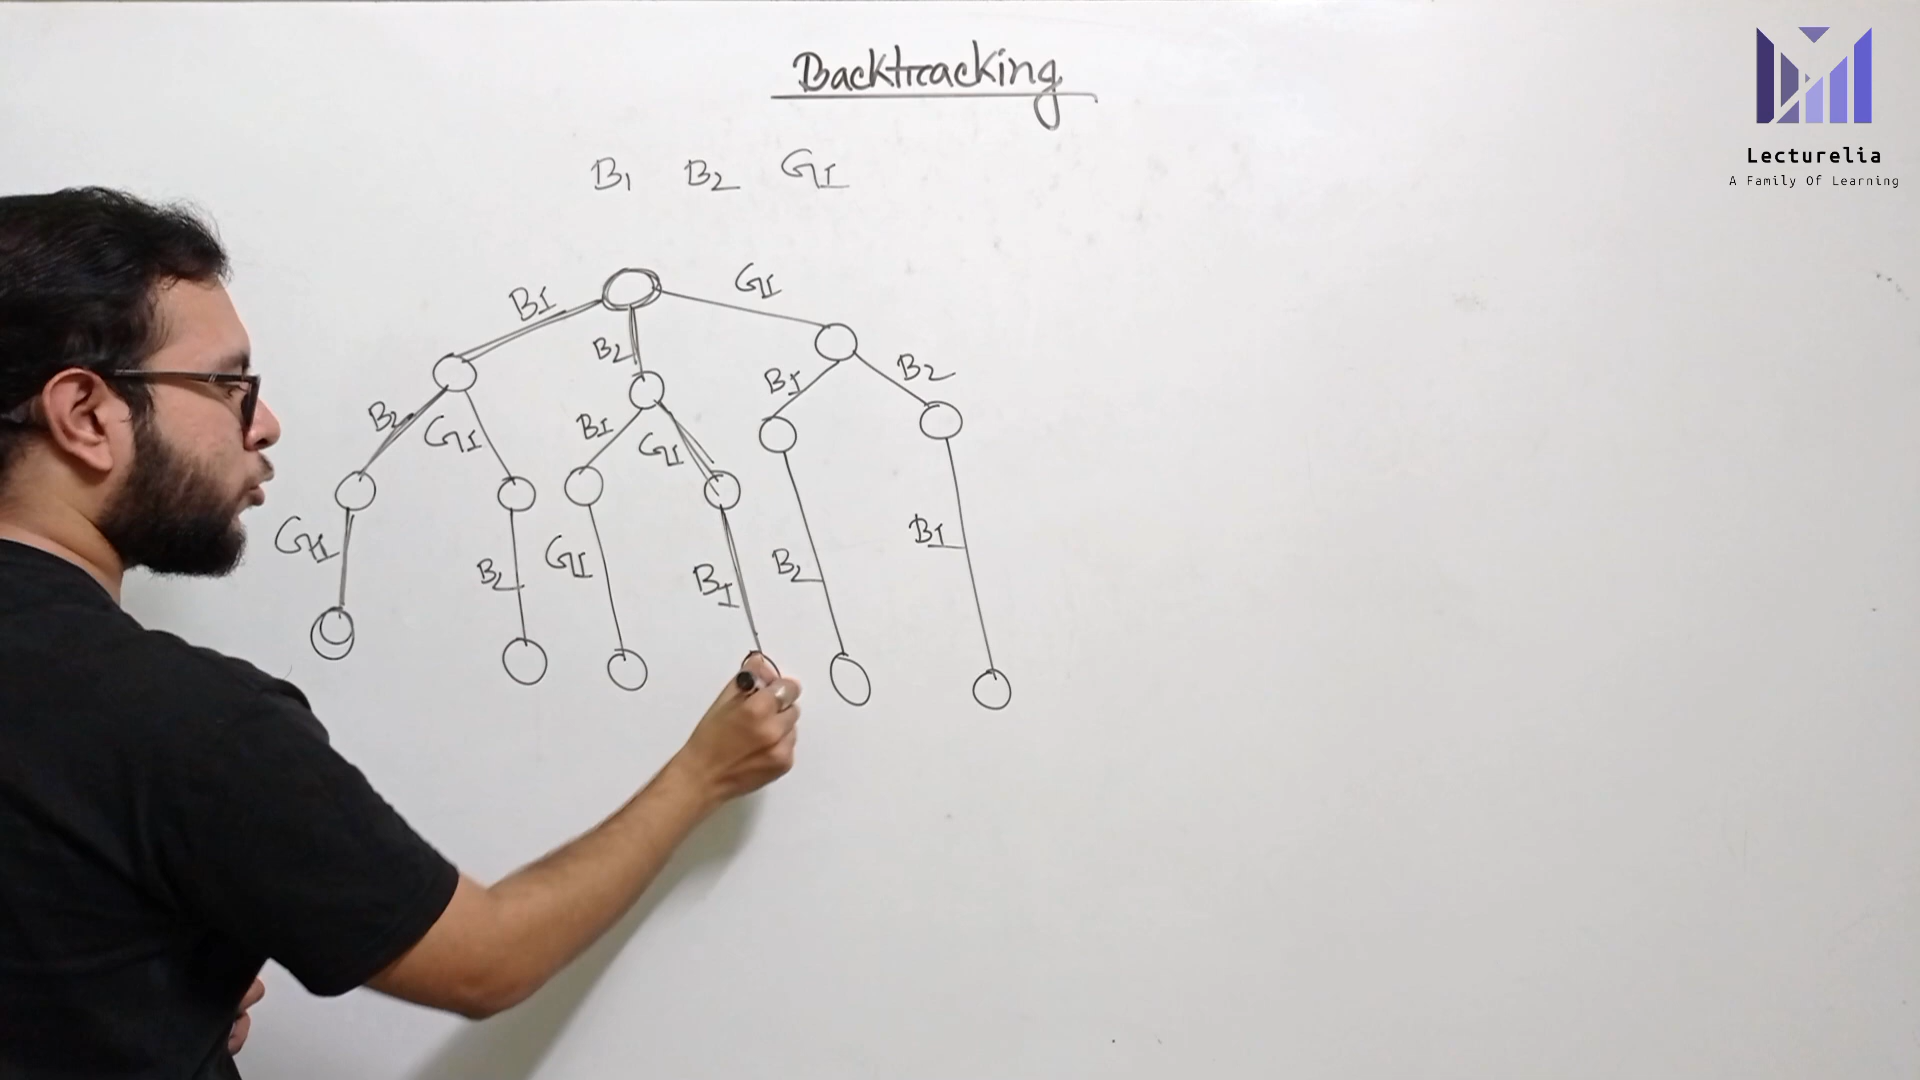 Backtracking
Lecturelia
A Family Of Learning
B1 B2 G1
B1 B2 G1
B2 G1 B1 G1 B1 B2
G1 B2 G1 B1 B2 B1